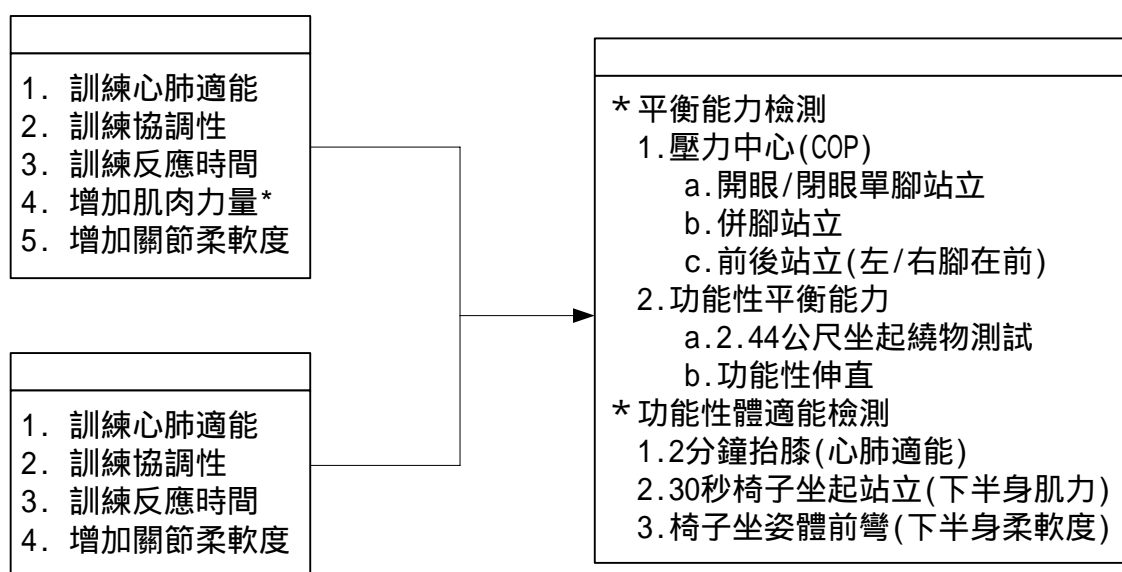 1. 訓練心肺適能
2. 訓練協調性
3. 訓練反應時間
4. 增加肌肉力量*
5. 增加關節柔軟度
1. 訓練心肺適能
2. 訓練協調性
3. 訓練反應時間
4. 增加關節柔軟度
*平衡能力檢測
1.壓力中心(COP)
a.開眼/閉眼單腳站立
b.併腳站立
c.前後站立(左/右腳在前)
2.功能性平衡能力
a.2.44公尺坐起繞物測試
b.功能性伸直
*功能性體適能檢測
1.2分鐘抬膝(心肺適能)
2.30秒椅子坐起站立(下半身肌力)
3.椅子坐姿體前彎(下半身柔軟度)